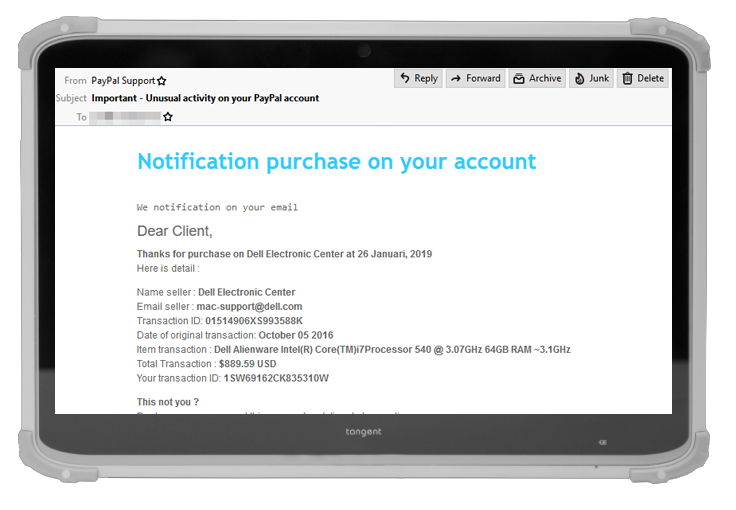 From PayPal Support
Reply Forward Archive Junk Delete
Subject Important - Unusual activity on your PayPal account
To
Notification purchase on your account
We notification on your email
Dear Client,
Thanks for purchase on Dell Electronic Center at 26 Januari, 2019
Here is detail :
Name seller : Dell Electronic Center
Email seller : mac-support@dell.com
Transaction ID: 01514906XS993588K
Date of original transaction: October 05 2016
Item transaction : Dell Alienware Intel(R) Core(TM)i7Processor 540 @ 3.07GHz 64GB RAM ~3.1GHz
Total Transaction : $889.59 USD
Your transaction ID: 1SW69162CK835310W
This not you ?
tangent